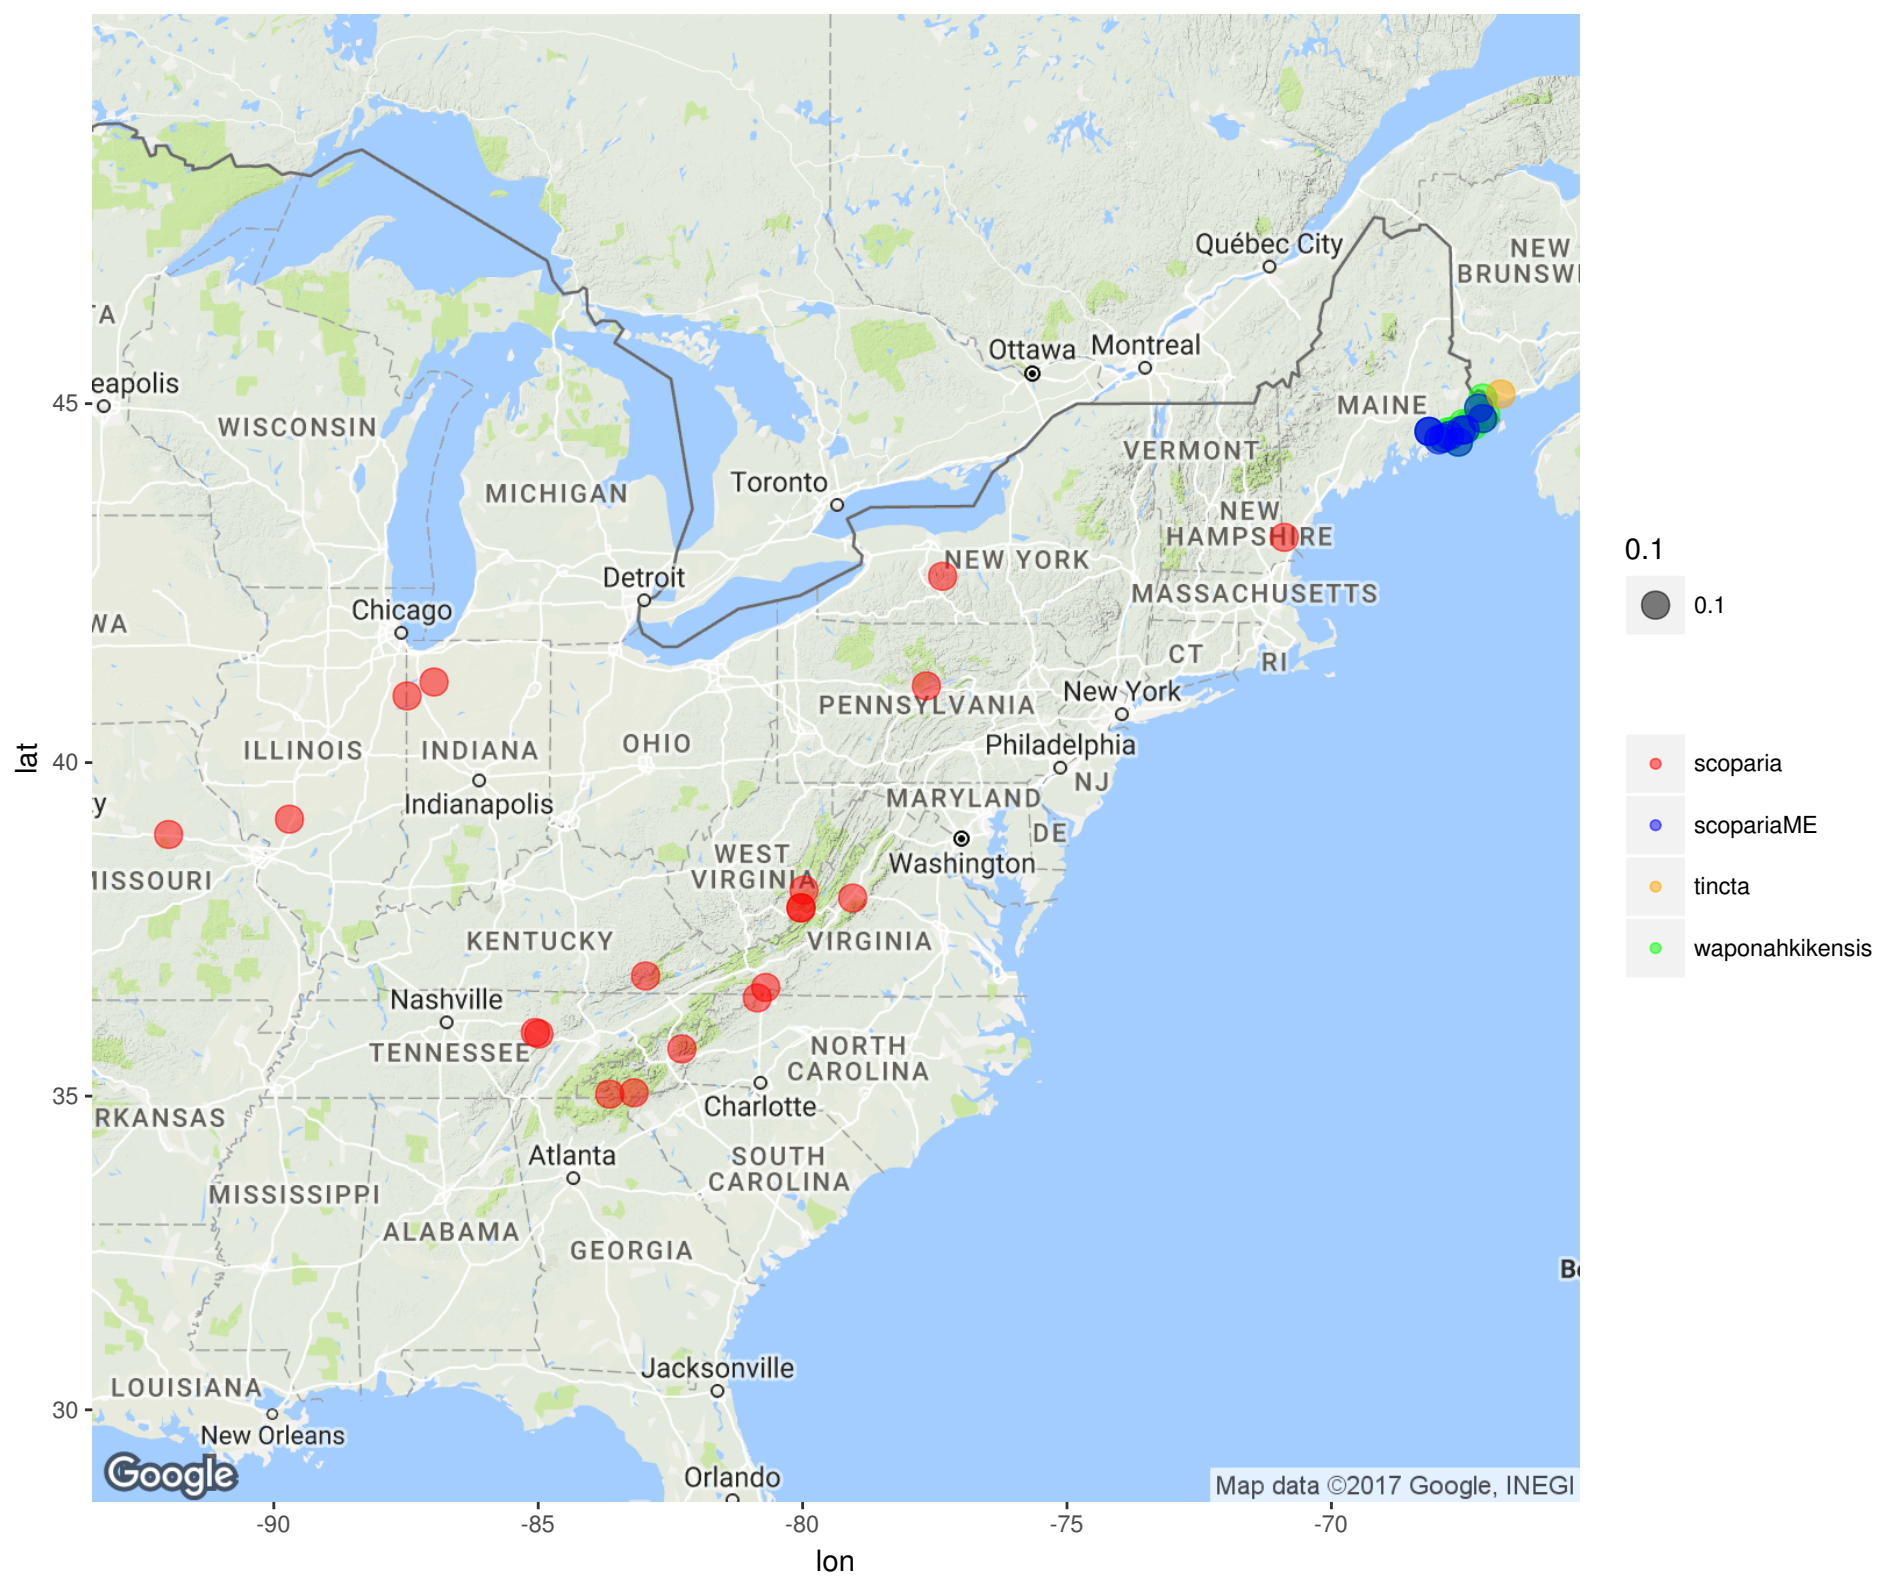 Québec City
NEW
BRUNSWI
TA
Ottawa
Montreal
eapolis
45
MAINE
WISCONSIN
VERMONT
Toronto
MICHIGAN
NEW
HAMPSHIRE
NEW YORK
0.1
Detroit
MASSACHUSETTS
0.1
Chicago
WA
CT
RI
New York
PENNSYLVANIA
ILLINOIS
INDIANA
OHIO
Philadelphia
40
lat
scoparia
NJ
MARYLAND
Indianapolis
ty
scopariaME
DE
WEST
VIRGINIA
Washington
MISSOURI
tincta
KENTUCKY
VIRGINIA
waponahkikensis
Nashville
TENNESSEE
NORTH
CAROLINA
35
RKANSAS
Charlotte
Atlanta
SOUTH
CAROLINA
MISSISSIPPI
ALABAMA
GEORGIA
Be
Jacksonville
LOUISIANA
30
New Orleans
Google
Orlando
Map data ©2017 Google, INEGI
-90
-85
-80
-75
-70
lon